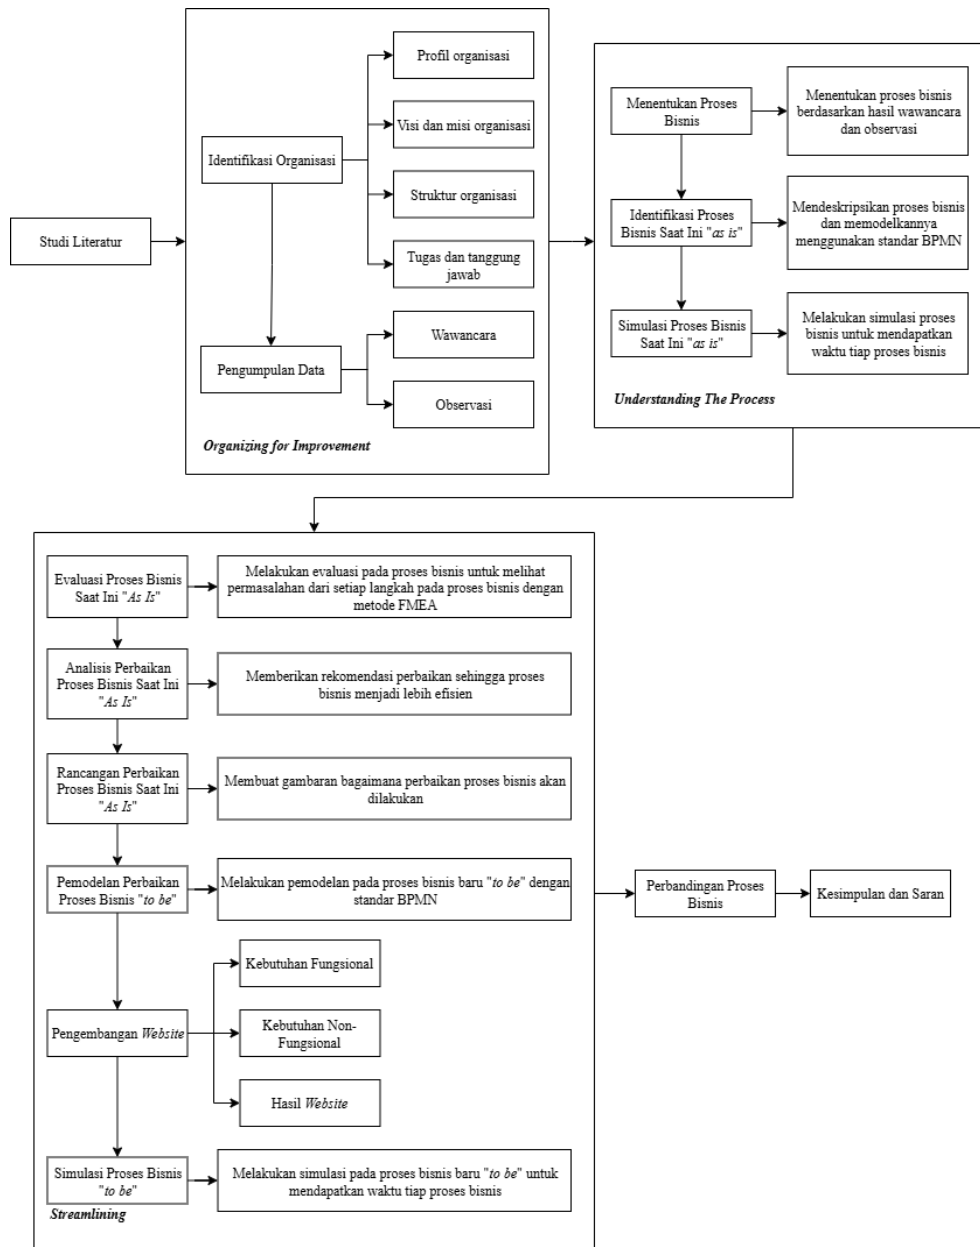 Studi Literatur
Identifikasi Organisasi
Profil organisasi
Visi dan misi organisasi
Struktur organisasi
Tugas dan tanggung
jawab
Pengumpulan Data
Wawancara
Observasi
Organizing for Improvement
Menentukan Proses
Bisnis
Menentukan proses bisnis
berdasarkan hasil wawancara
dan observasi
Identifikasi Proses
Bisnis Saat Ini "as is"
Mendeskripsikan proses bisnis
dan memodelkannya
menggunakan standar BPMN
Simulasi Proses Bisnis
Saat Ini "as is"
Melakukan simulasi proses
bisnis untuk mendapatkan
waktu tiap proses bisnis
Understanding The Process
Evaluasi Proses Bisnis
Saat Ini "As Is"
Melakukan evaluasi pada proses bisnis untuk melihat
permasalahan dari setiap langkah pada proses bisnis dengan
metode FMEA
Analisis Perbaikan
Proses Bisnis Saat Ini
"As Is"
Memberikan rekomendasi perbaikan sehingga proses
bisnis menjadi lebih efisien
Rancangan Perbaikan
Proses Bisnis Saat Ini
"As Is"
Membuat gambaran bagaimana perbaikan proses bisnis akan
dilakukan
Pemodelan Perbaikan
Proses Bisnis "to be"
Melakukan pemodelan pada proses bisnis baru "to be" dengan
standar BPMN
Pengembangan Website
Kebutuhan Fungsional
Kebutuhan Non-
Fungsional
Hasil Website
Simulasi Proses Bisnis
"to be"
Melakukan simulasi pada proses bisnis baru "to be" untuk
mendapatkan waktu tiap proses bisnis
Streamlining
Perbandingan Proses
Bisnis
Kesimpulan dan Saran